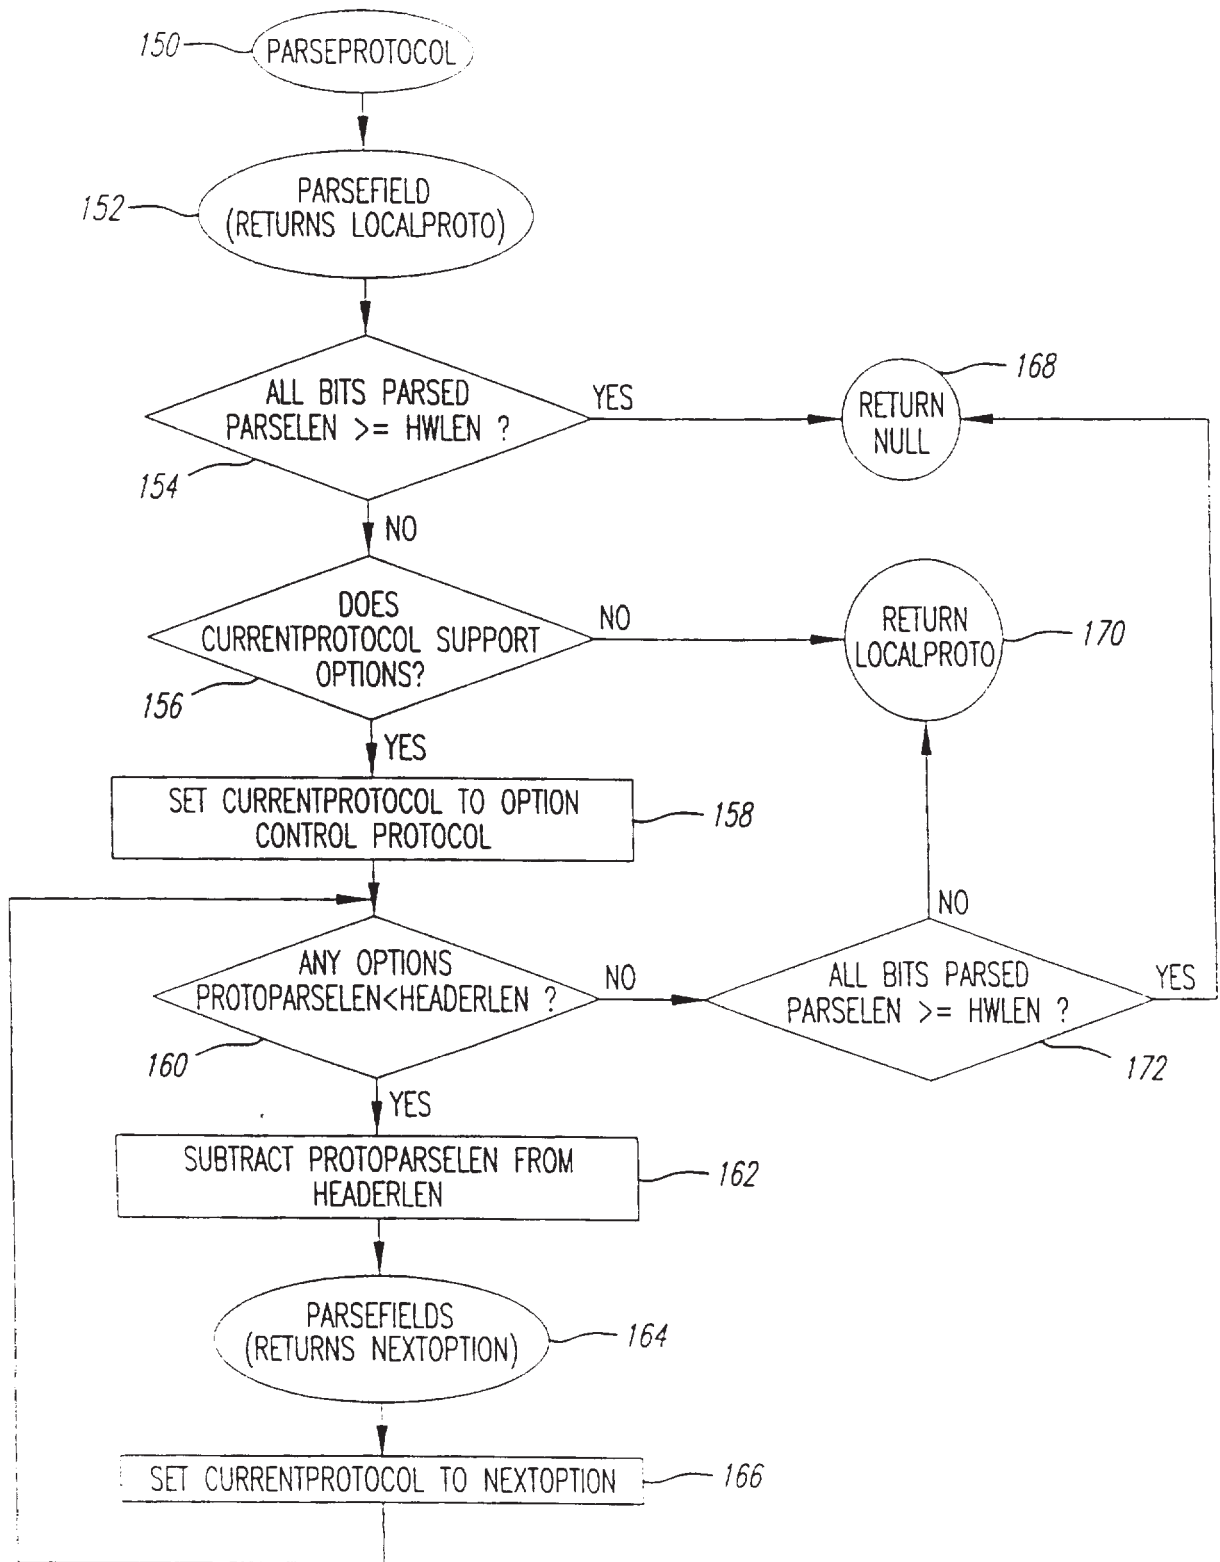 150
PARSEPROTOCOL
152
PARSEFIELD
(RETURNS LOCALPROTO)
ALL BITS PARSED
PARSELEN >= HWLEN ?
154
YES
RETURN
NULL
168
NO
DOES
CURRENTPROTOCOL SUPPORT
OPTIONS?
156
NO
RETURN
LOCALPROTO
170
YES
SET CURRENTPROTOCOL TO OPTION
CONTROL PROTOCOL
158
ANY OPTIONS
PROTOPARSELEN<HEADERLEN ?
160
NO
NO
ALL BITS PARSED
PARSELEN >= HWLEN ?
172
YES
YES
SUBTRACT PROTOPARSELEN FROM
HEADERLEN
162
PARSEFIELDS
(RETURNS NEXTOPTION)
164
SET CURRENTPROTOCOL TO NEXTOPTION
166